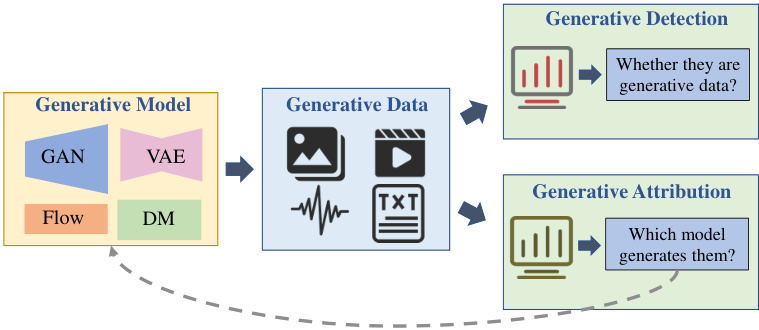 Generative Model
GAN
VAE
Flow
DM
Generative Data
TXT
Generative Detection
Whether they are
generative data?
Generative Attribution
Which model
generates them?